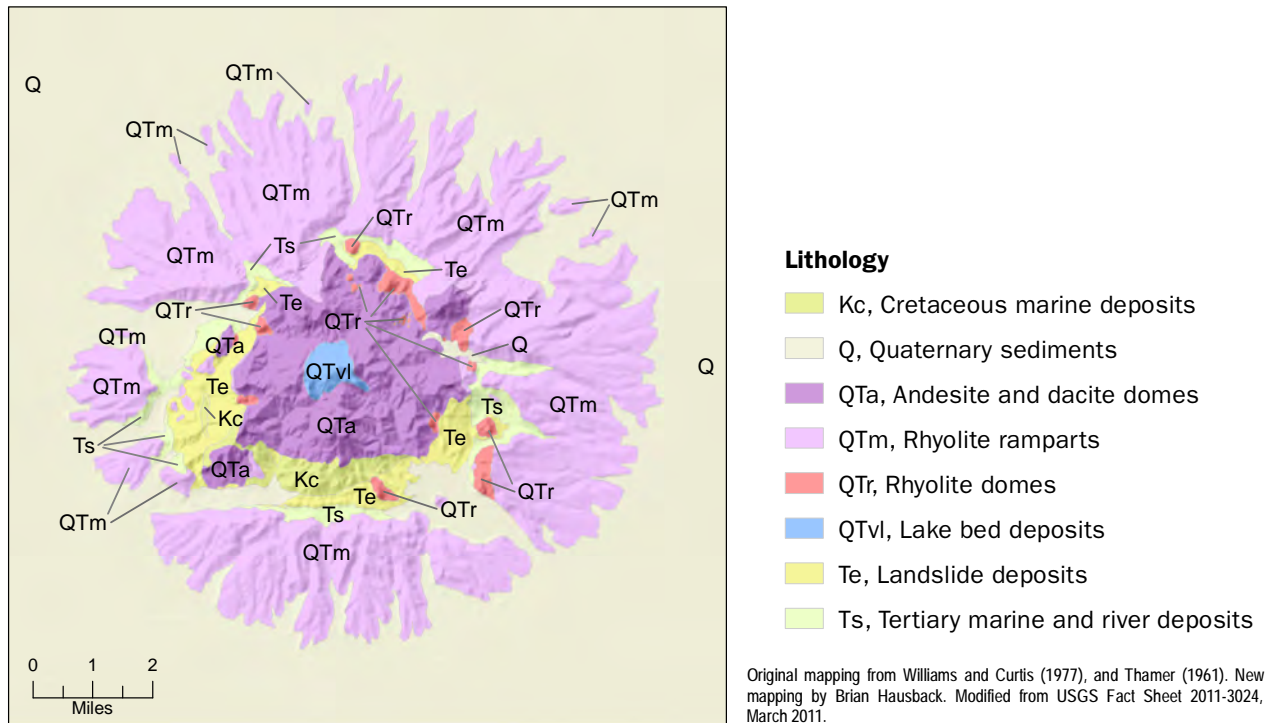 Q
QTm
QTm
QTm
QTm
QTm
QTm
QTr
Ts
Te
Te
QTr
QTr
QTr
Q
QTm
QTa
QTvl
Q
QTm
Te
Kc
QTa
Ts
QTm
Te
Ts
QTa
Kc
Te
QTr
QTr
QTm
QTm
Ts
QTm
0 1 2
Miles
Lithology
Kc, Cretaceous marine deposits
Q, Quaternary sediments
QTa, Andesite and dacite domes
QTm, Rhyolite ramparts
QTr, Rhyolite domes
QTvl, Lake bed deposits
Te, Landslide deposits
Ts, Tertiary marine and river deposits
Original mapping from Williams and Curtis (1977), and Thamer (1961). New
mapping by Brian Hausback. Modified from USGS Fact Sheet 2011-3024,
March 2011.